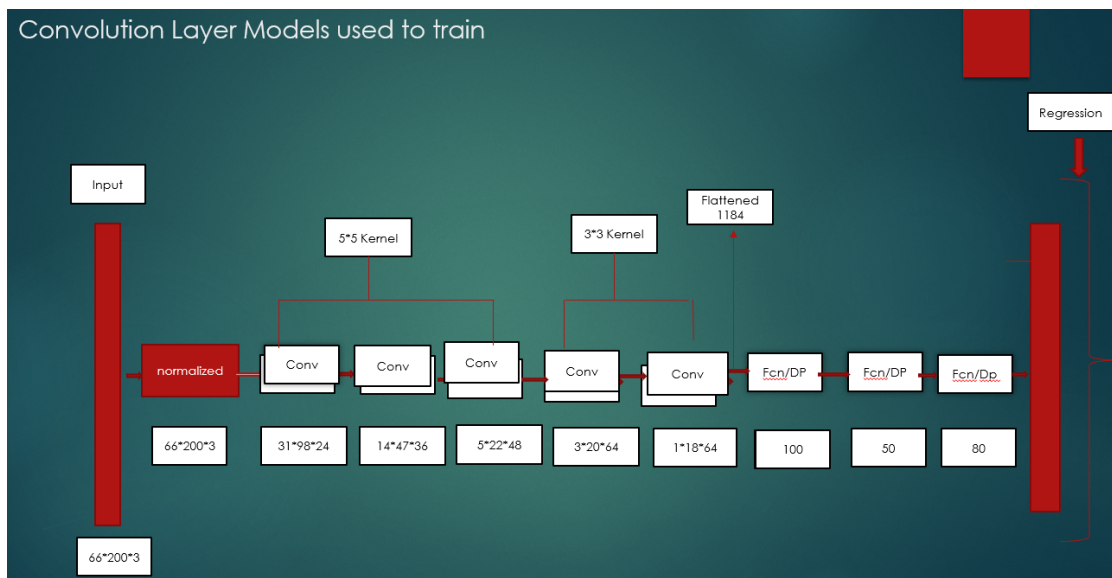 Convolution Layer Models used to train
Regression
Input
Flattened
1184
5*5 Kernel
3*3 Kernel
normalized
Conv
Conv
Conv
Conv
Conv
Fcn/DP
Fcn/DP
Fcn/Dp
66*200*3
31*98*24
14*47*36
5*22*48
3*20*64
1*18*64
100
50
80
66*200*3